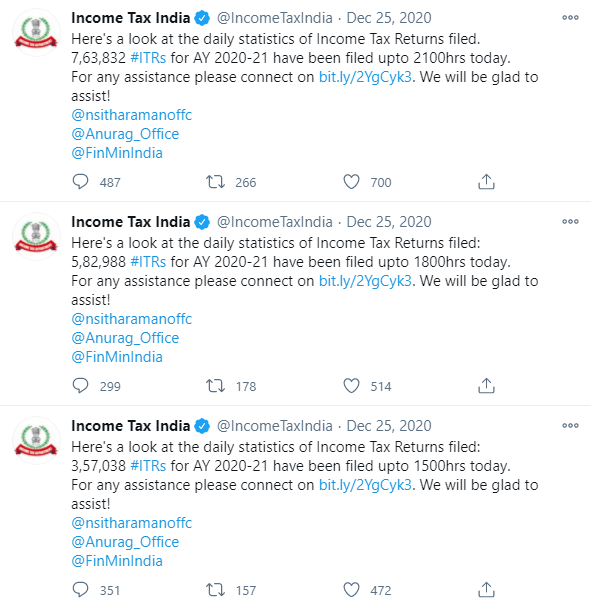 Income Tax India @IncomeTaxIndia · Dec 25, 2020
Here's a look at the daily statistics of Income Tax Returns filed.
7,63,832 #ITRs for AY 2020-21 have been filed upto 2100hrs today.
For any assistance please connect on bit.ly/2YgCyk3. We will be glad to
assist!
@nsitharamanoffc
@Anurag_Office
@FinMinIndia
487 266 700
Income Tax India @IncomeTaxIndia · Dec 25, 2020
Here's a look at the daily statistics of Income Tax Returns filed:
5,82,988 #ITRs for AY 2020-21 have been filed upto 1800hrs today.
For any assistance please connect on bit.ly/2YgCyk3. We will be glad to
assist!
@nsitharamanoffc
@Anurag_Office
@FinMinIndia
299 178 514
Income Tax India @IncomeTaxIndia · Dec 25, 2020
Here's a look at the daily statistics of Income Tax Returns filed:
3,57,038 #ITRs for AY 2020-21 have been filed upto 1500hrs today.
For any assistance please connect on bit.ly/2YgCyk3. We will be glad to
assist!
@nsitharamanoffc
@Anurag_Office
@FinMinIndia
351 157 472